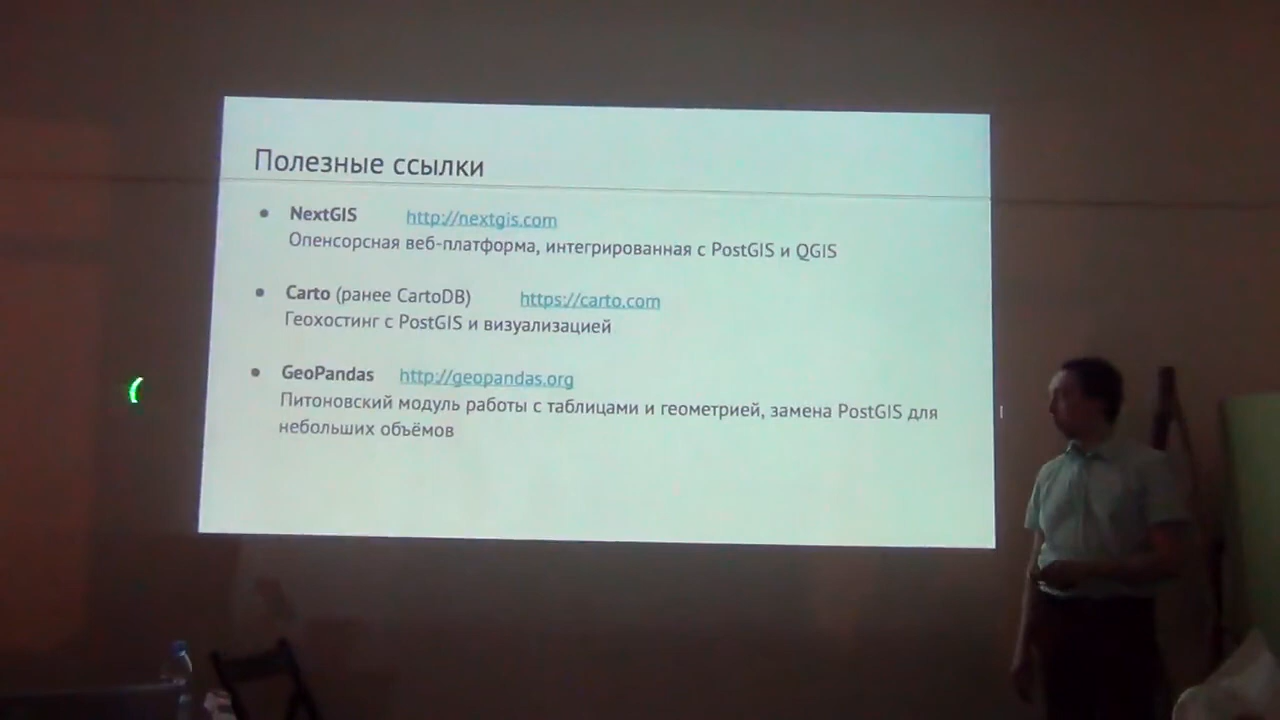 Полезные ссылки
NextGIS http://nextgis.com
Опенсорсная веб-платформа, интегрированная с PostGIS и QGIS
Carto (ранее CartoDB) https://carto.com
Геохостинг с PostGIS и визуализацией
GeoPandas http://geopandas.org
Питоновский модуль работы с таблицами и геометрией, замена PostGIS для
небольших объёмов